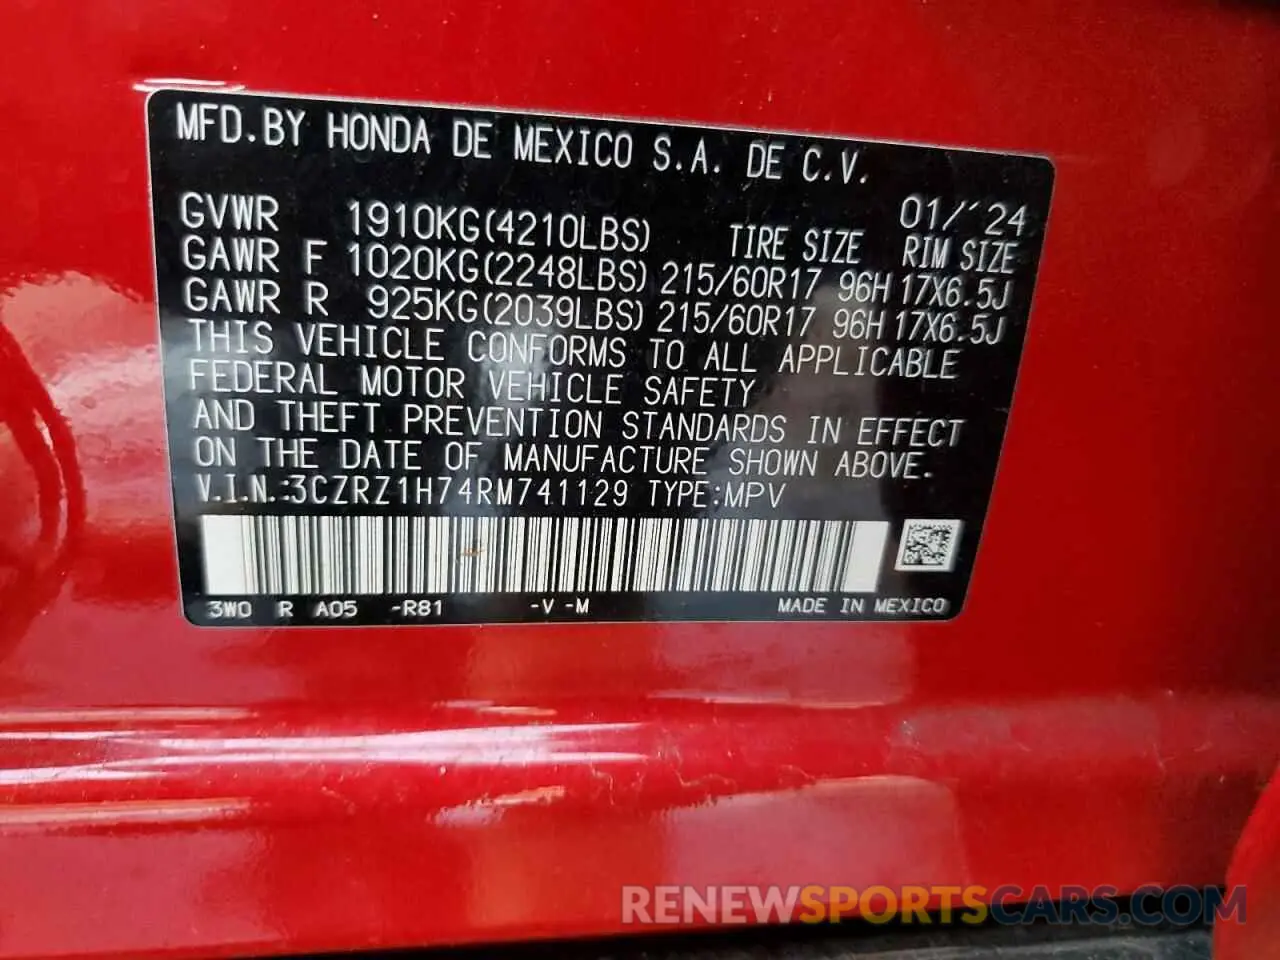 MFD.BY HONDA DE MEXICO S.A. DE C.V.
GVWR 1910KG(4210LBS) 01/´24
TIRE SIZE RIM SIZE
GAWR F 1020KG(2248LBS) 215/60R17 96H 17X6.5J
GAWR R 925KG(2039LBS) 215/60R17 96H 17X6.5J
THIS VEHICLE CONFORMS TO ALL APPLICABLE
FEDERAL MOTOR VEHICLE SAFETY
AND THEFT PREVENTION STANDARDS IN EFFECT
ON THE DATE OF MANUFACTURE SHOWN ABOVE.
V.I.N.:3CZRZ1H74RM741129 TYPE:MPV
3WO R A05 -R81 -V -M MADE IN MEXICO
RENEWSPORTSCARS.COM